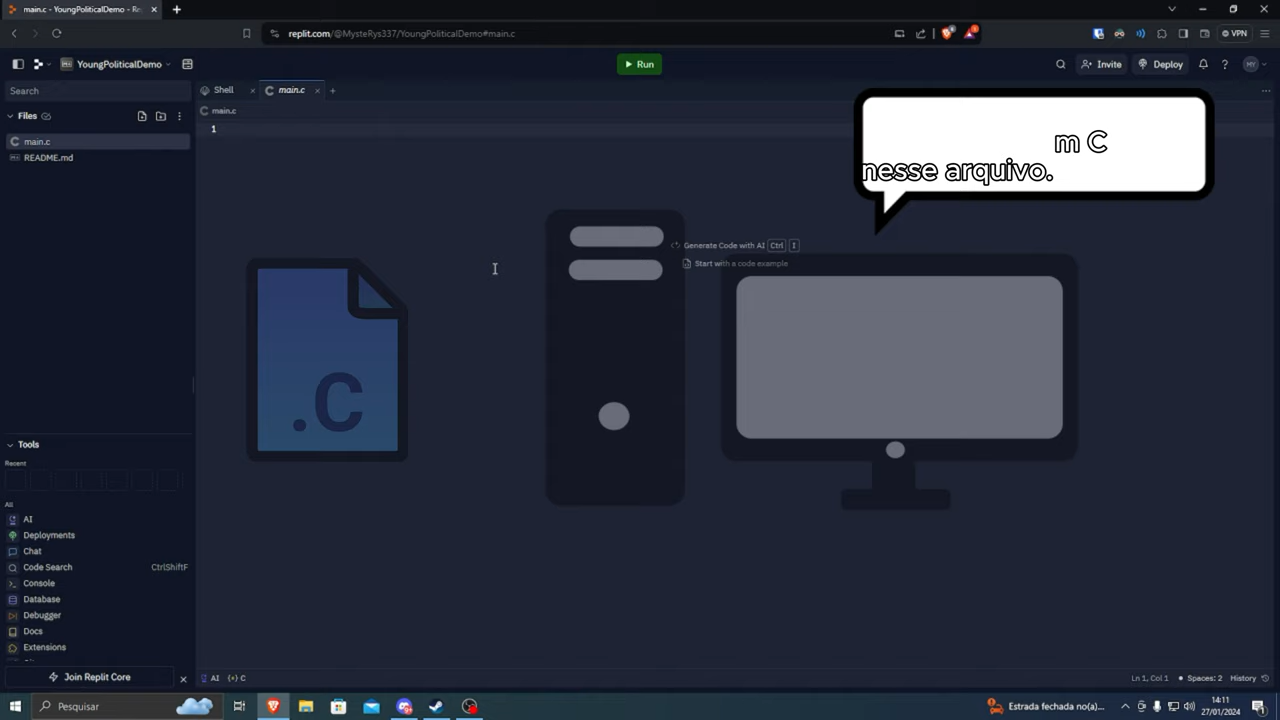 main.c - YoungPoliticalDemo - Re
replit.com/@MysteRys337/YoungPoliticalDemo#main.c
VPN
YoungPoliticalDemo
Run
Invite
Deploy
MY
Search
Shell
main.c
Files
main.c
main.c
README.md
1
m C
nesse arquivo.
Generate Code with AI Ctrl I
Start with a code example
.C
Tools
Recent
All
AI
Deployments
Chat
Code Search CtrlShiftF
Console
Database
Debugger
Docs
Extensions
Join Replit Core
AI C
Ln 1, Col 1
Spaces: 2
History
Pesquisar
Estrada fechada no(a)...
14:11
27/01/2024